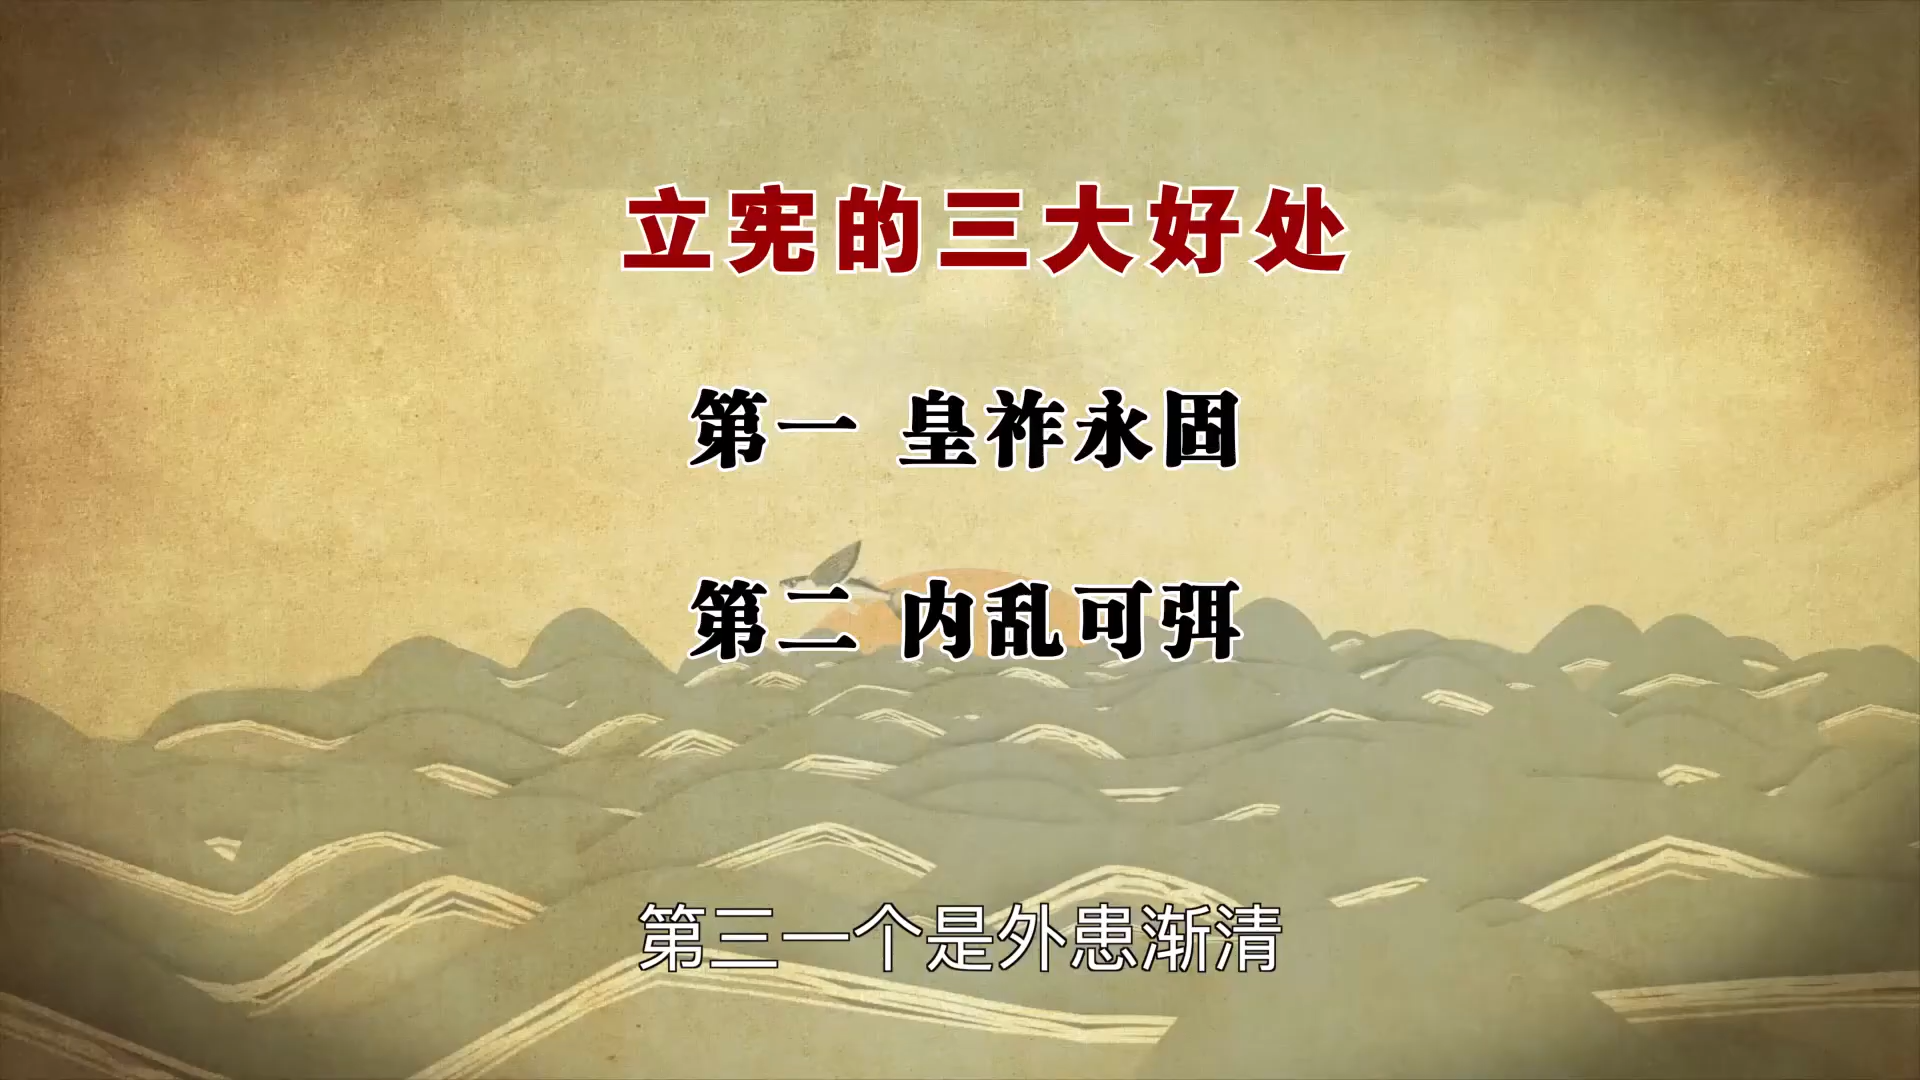 立宪的三大好处
第一 皇祚永固
第二 内乱可弭
第三一个是外患渐清